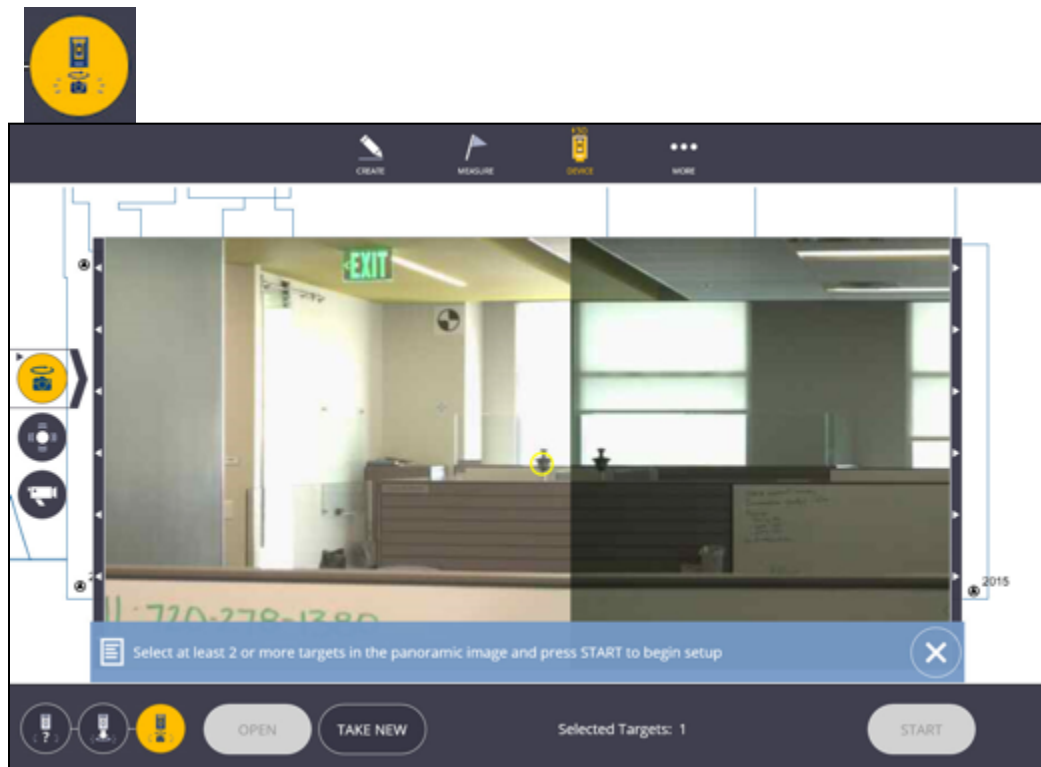 CREATE
MEASURE
DEVICE
MORE
EXIT
2015
Select at least 2 or more targets in the panoramic image and press START to begin setup
?
OPEN
TAKE NEW
Selected Targets: 1
START